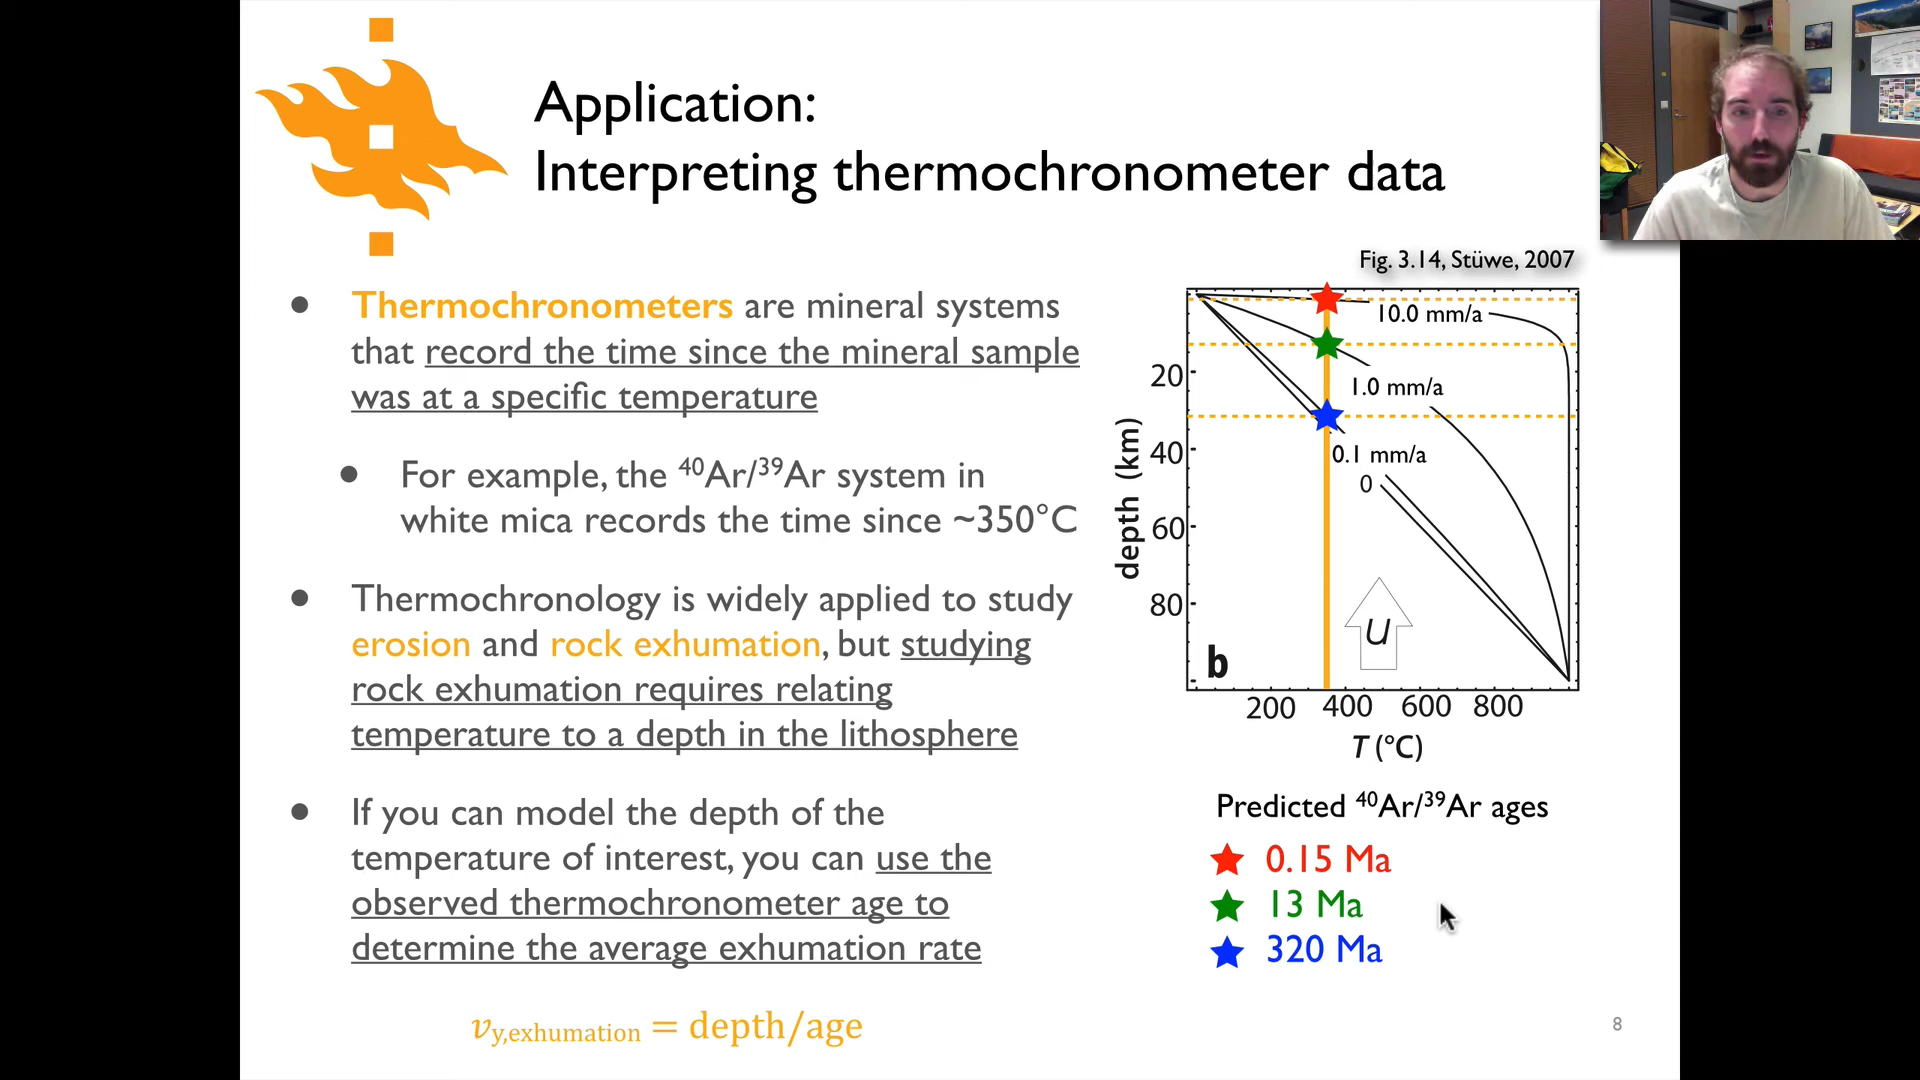 Application:
Interpreting thermochronometer data
• Thermochronometers are mineral systems
that record the time since the mineral sample
was at a specific temperature
• For example, the ⁴⁰Ar/³⁹Ar system in
white mica records the time since ~350°C
• Thermochronology is widely applied to study
erosion and rock exhumation, but studying
rock exhumation requires relating
temperature to a depth in the lithosphere
• If you can model the depth of the
temperature of interest, you can use the
observed thermochronometer age to
determine the average exhumation rate
v_y,exhumation = depth/age
Fig. 3.14, Stüwe, 2007
10.0 mm/a
1.0 mm/a
0.1 mm/a
0
20
40
60
80
depth (km)
u
b
200 400 600 800
T (°C)
Predicted ⁴⁰Ar/³⁹Ar ages
0.15 Ma
13 Ma
320 Ma
8